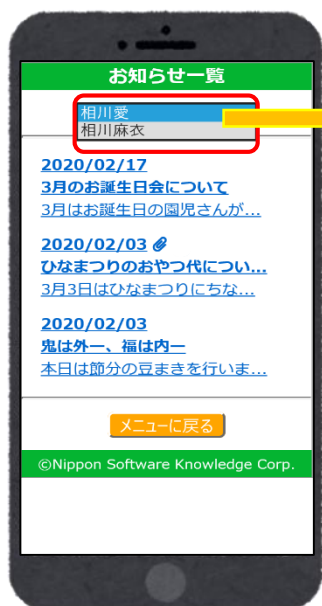 お知らせ一覧
相川愛
相川麻衣
2020/02/17
3月のお誕生日会について
3月はお誕生日の園児さんが...
2020/02/03
ひなまつりのおやつ代につい...
3月3日はひなまつりにちな...
2020/02/03
鬼は外ー、福は内ー
本日は節分の豆まきを行いま...
メニューに戻る
©Nippon Software Knowledge Corp.